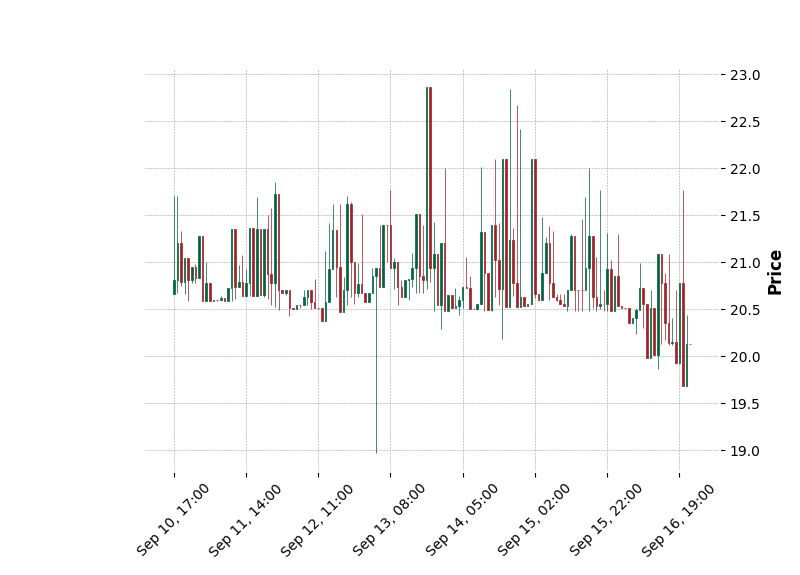 23.0
22.5
22.0
21.5
21.0
20.5
20.0
19.5
19.0
Price
Sep 10, 17:00
Sep 11, 14:00
Sep 12, 11:00
Sep 13, 08:00
Sep 14, 05:00
Sep 15, 02:00
Sep 15, 22:00
Sep 16, 19:00